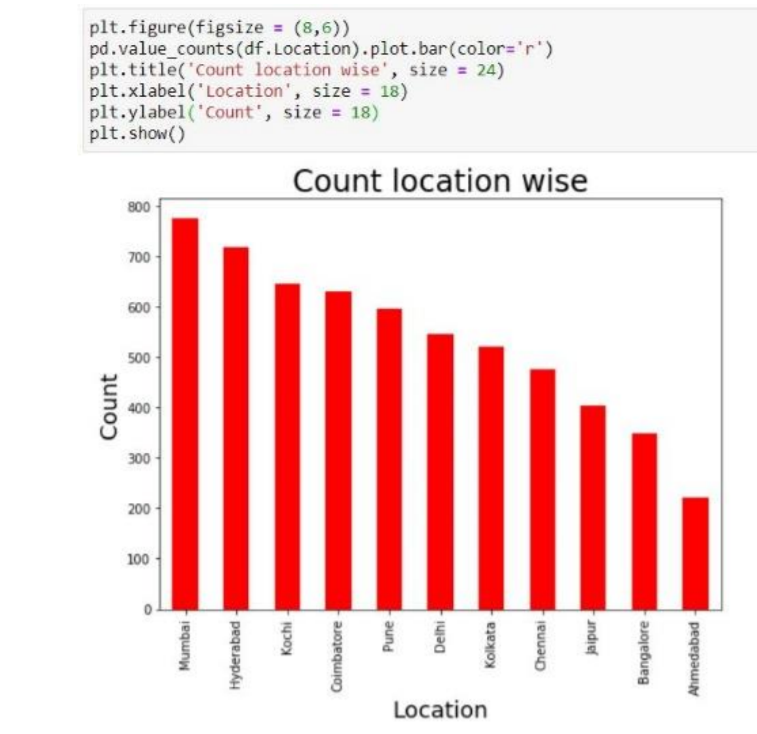 plt.figure(figsize = (8,6))
pd.value_counts(df.Location).plot.bar(color='r')
plt.title('Count location wise', size = 24)
plt.xlabel('Location', size = 18)
plt.ylabel('Count', size = 18)
plt.show()
Count location wise
800
700
600
500
400
300
200
100
0
Count
Mumbai
Hyderabad
Kochi
Coimbatore
Pune
Delhi
Kolkata
Chennai
Jaipur
Bangalore
Ahmedabad
Location